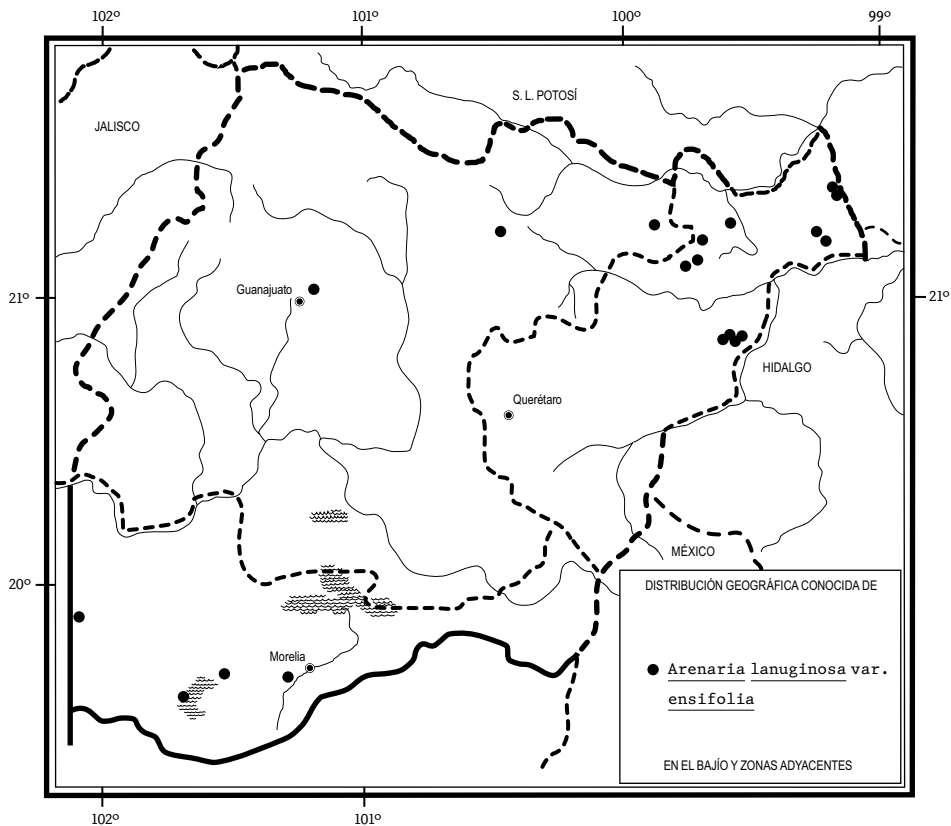 102º 101º 100º 99º
S. L. POTOSÍ
JALISCO
Guanajuato
21º 21º
HIDALGO
Querétaro
MÉXICO
20º
DISTRIBUCIÓN GEOGRÁFICA CONOCIDA DE
Morelia
Arenaria lanuginosa var.
ensifolia
EN EL BAJÍO Y ZONAS ADYACENTES
102º 101º